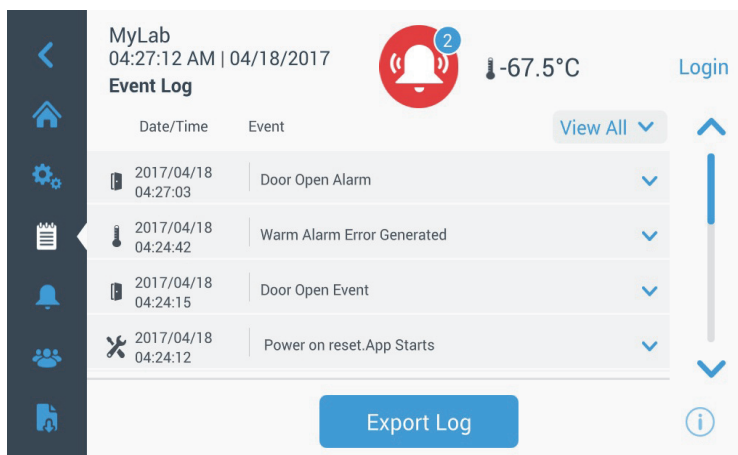 MyLab
04:27:12 AM | 04/18/2017
Event Log
2
-67.5°C
Login
Date/Time Event View All
2017/04/18
04:27:03
Door Open Alarm
2017/04/18
04:24:42
Warm Alarm Error Generated
2017/04/18
04:24:15
Door Open Event
2017/04/18
04:24:12
Power on reset.App Starts
Export Log
i